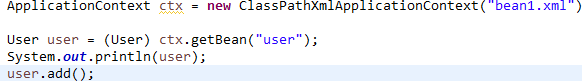 ApplicationContext ctx = new ClassPathXmlApplicationContext("bean1.xml")
User user = (User) ctx.getBean("user");
System.out.println(user);
user.add();